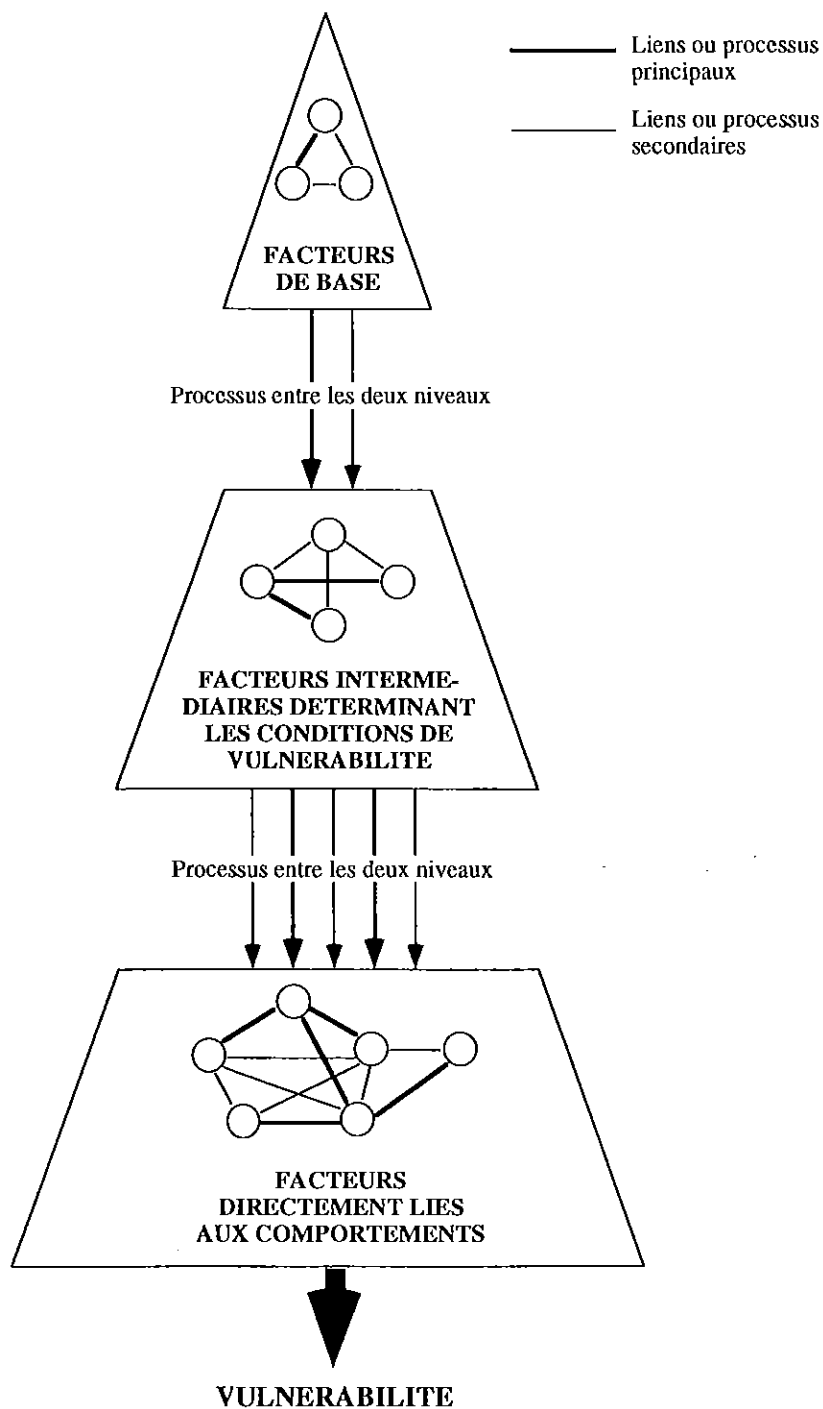 Liens ou processus
principaux
Liens ou processus
secondaires
FACTEURS
DE BASE
Processus entre les deux niveaux
FACTEURS INTERME-
DIAIRES DETERMINANT
LES CONDITIONS DE
VULNERABILITE
Processus entre les deux niveaux
FACTEURS
DIRECTEMENT LIES
AUX COMPORTEMENTS
VULNERABILITE